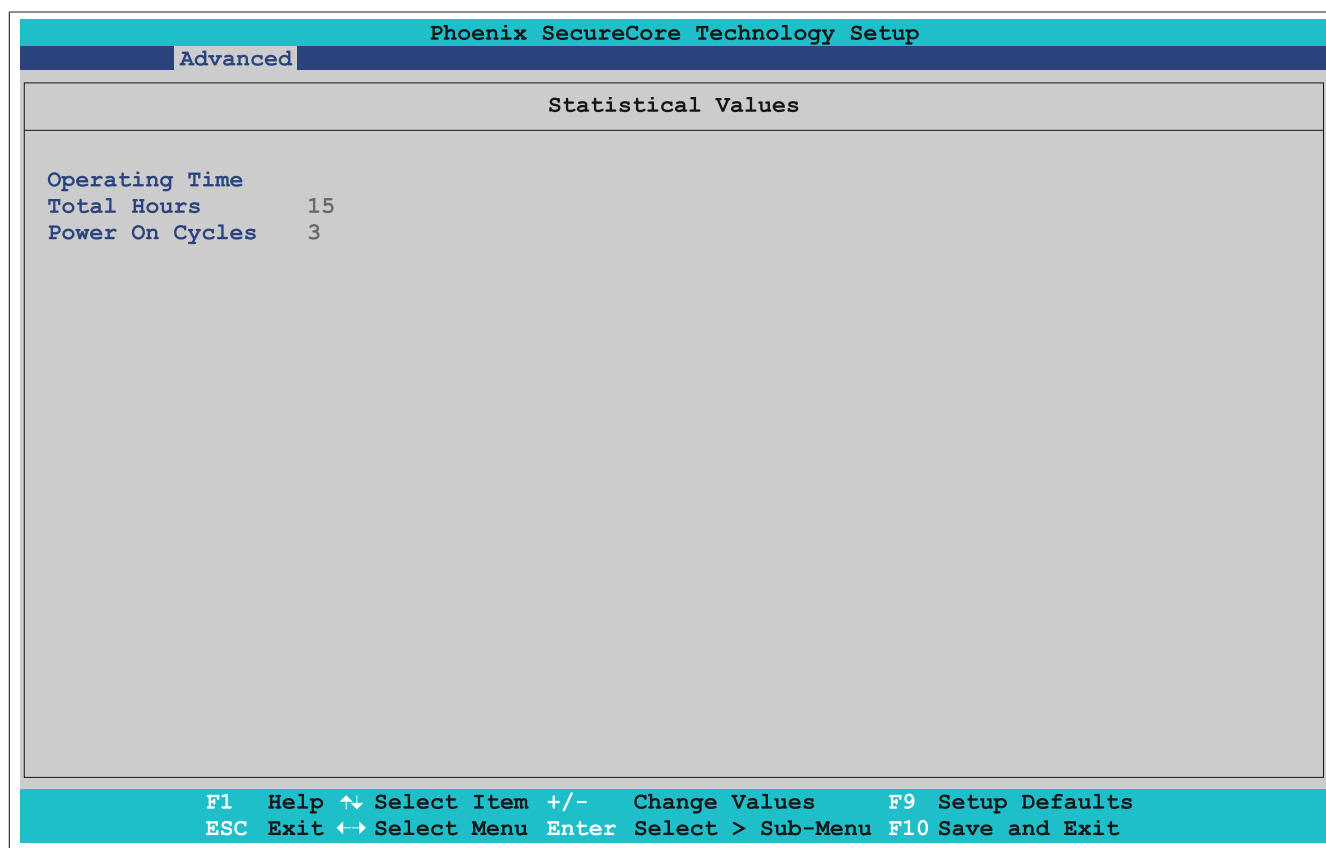 Phoenix SecureCore Technology Setup
Advanced
Statistical Values
Operating Time
Total Hours 15
Power On Cycles 3
F1 Help ↑↓ Select Item +/- Change Values F9 Setup Defaults
ESC Exit ←→ Select Menu Enter Select > Sub-Menu F10 Save and Exit